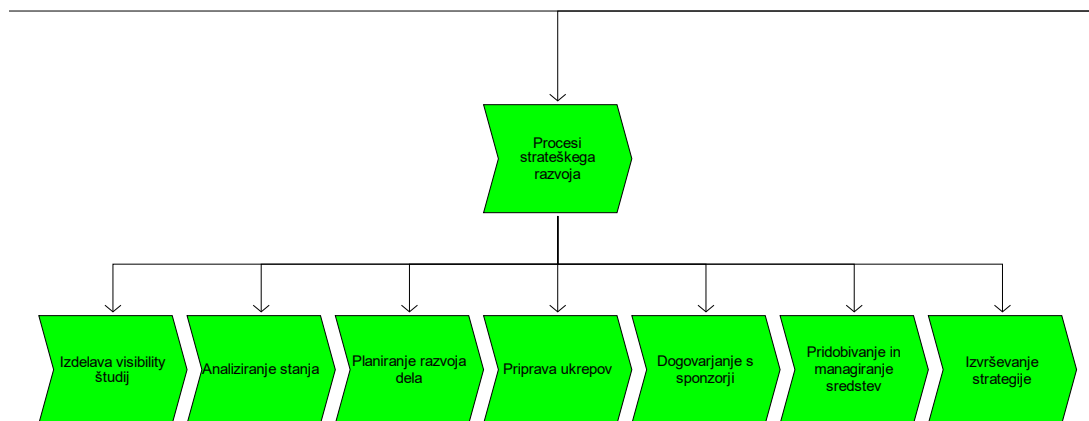 Procesi
strateškega
razvoja
Izdelava visibility
študij
Analiziranje stanja
Planiranje razvoja
dela
Priprava ukrepov
Dogovarjanje s
sponzorji
Pridobivanje in
managiranje
sredstev
Izvrševanje
strategije